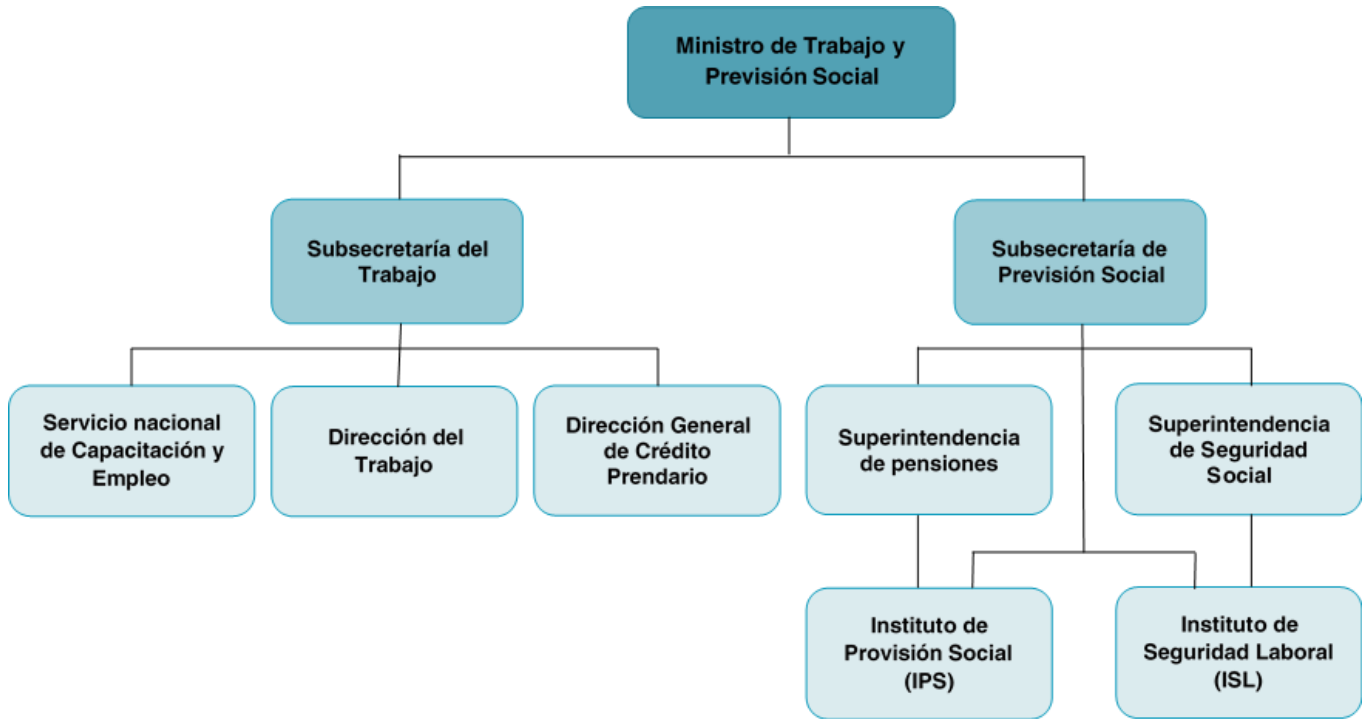 Ministro de Trabajo y
Previsión Social
Subsecretaría del
Trabajo
Subsecretaría de
Previsión Social
Servicio nacional
de Capacitación y
Empleo
Dirección del
Trabajo
Dirección General
de Crédito
Prendario
Superintendencia
de pensiones
Superintendencia
de Seguridad
Social
Instituto de
Provisión Social
(IPS)
Instituto de
Seguridad Laboral
(ISL)